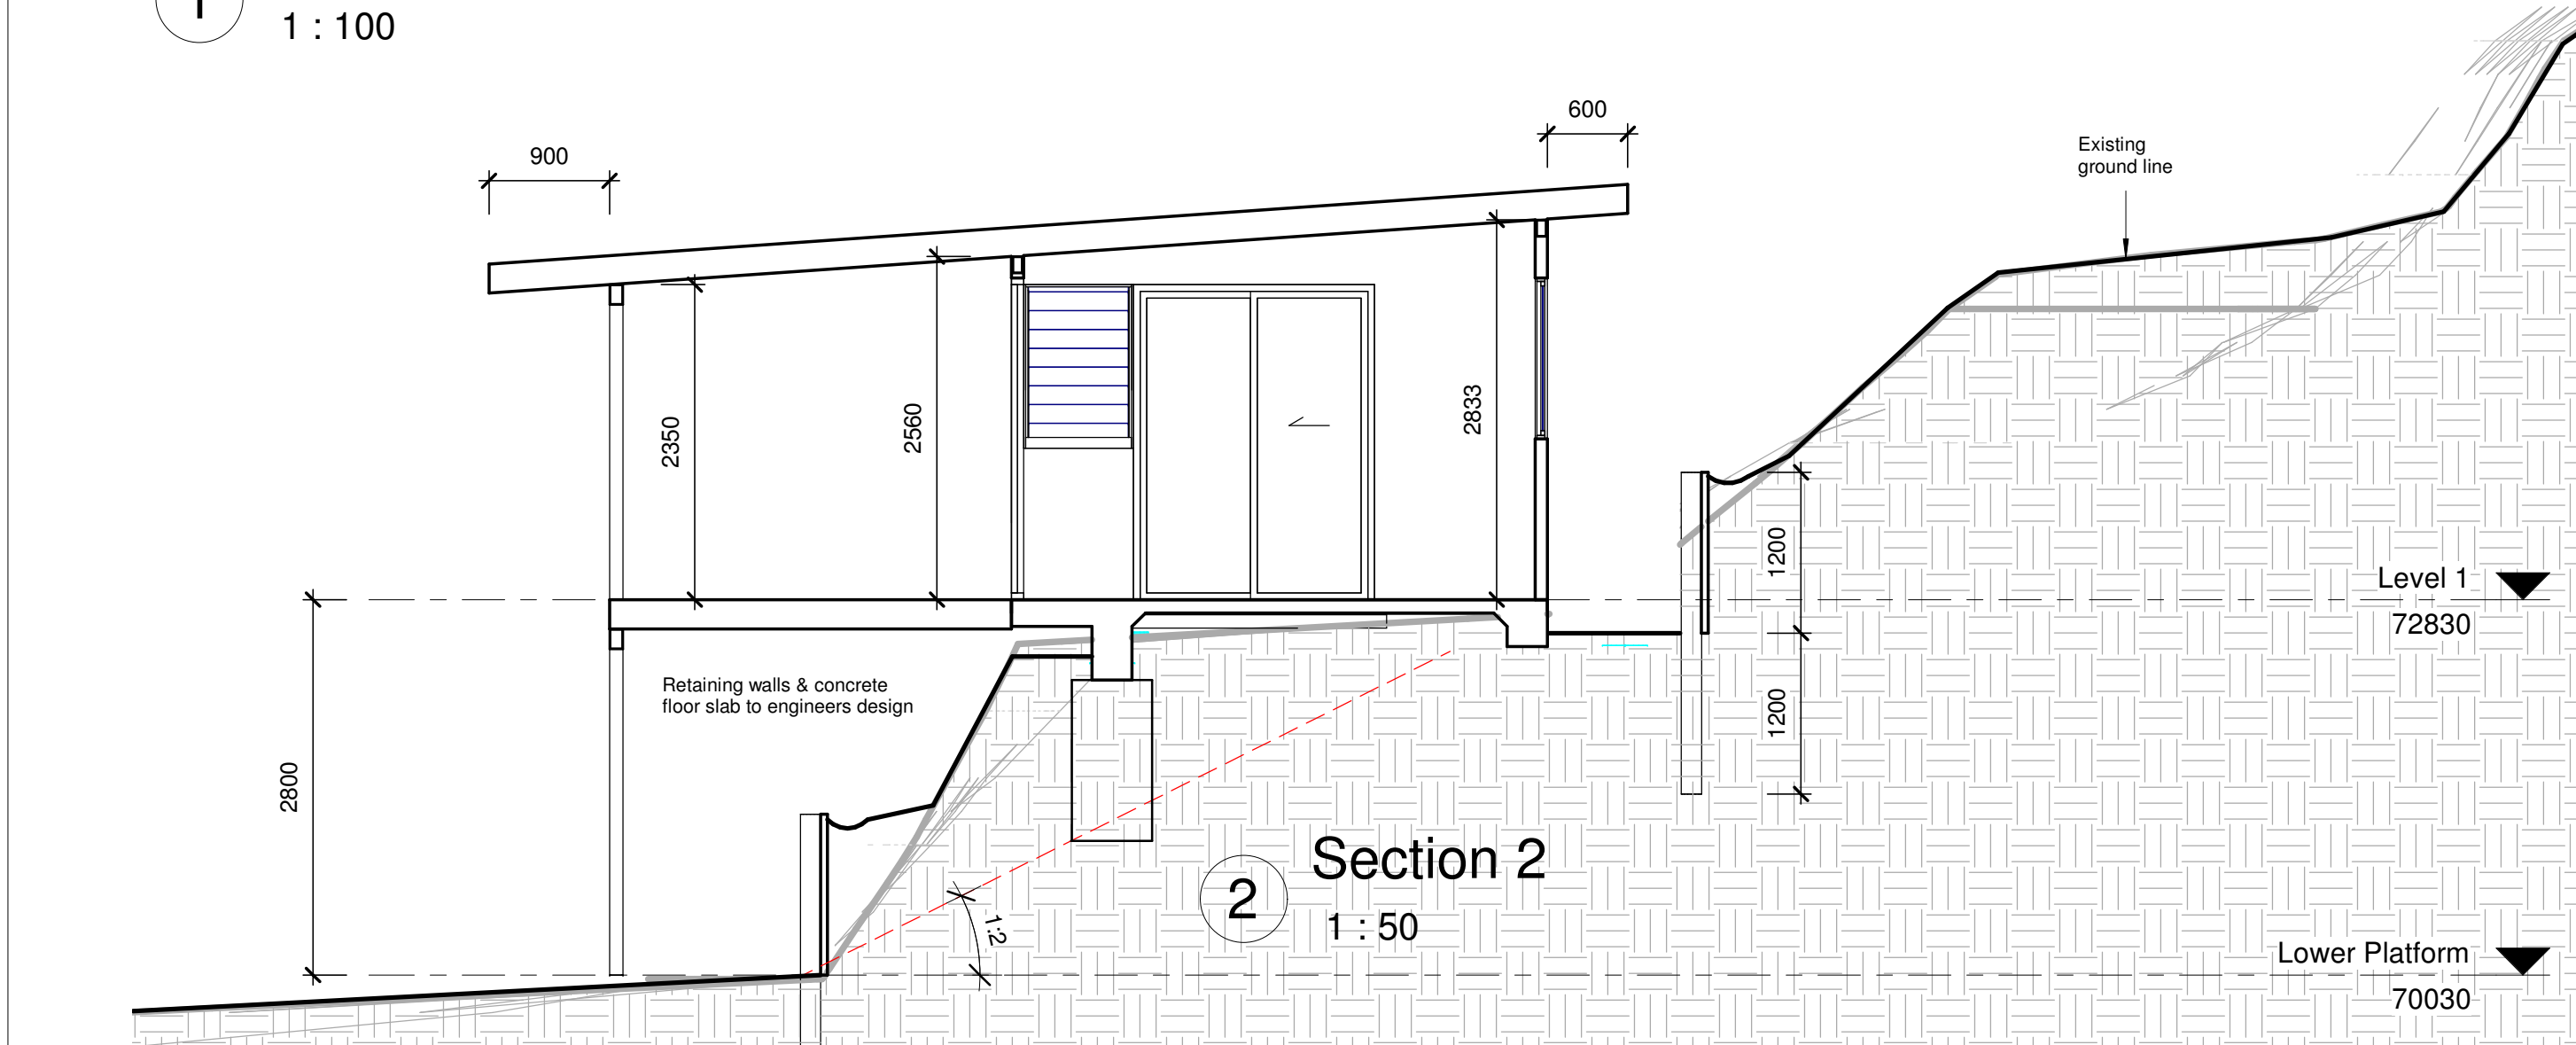 1
1 : 100
600
900
Existing
ground line
2350
2560
2833
1200
Level 1
72830
Retaining walls & concrete
floor slab to engineers design
1200
2800
2
Section 2
1 : 50
1:2
Lower Platform
70030